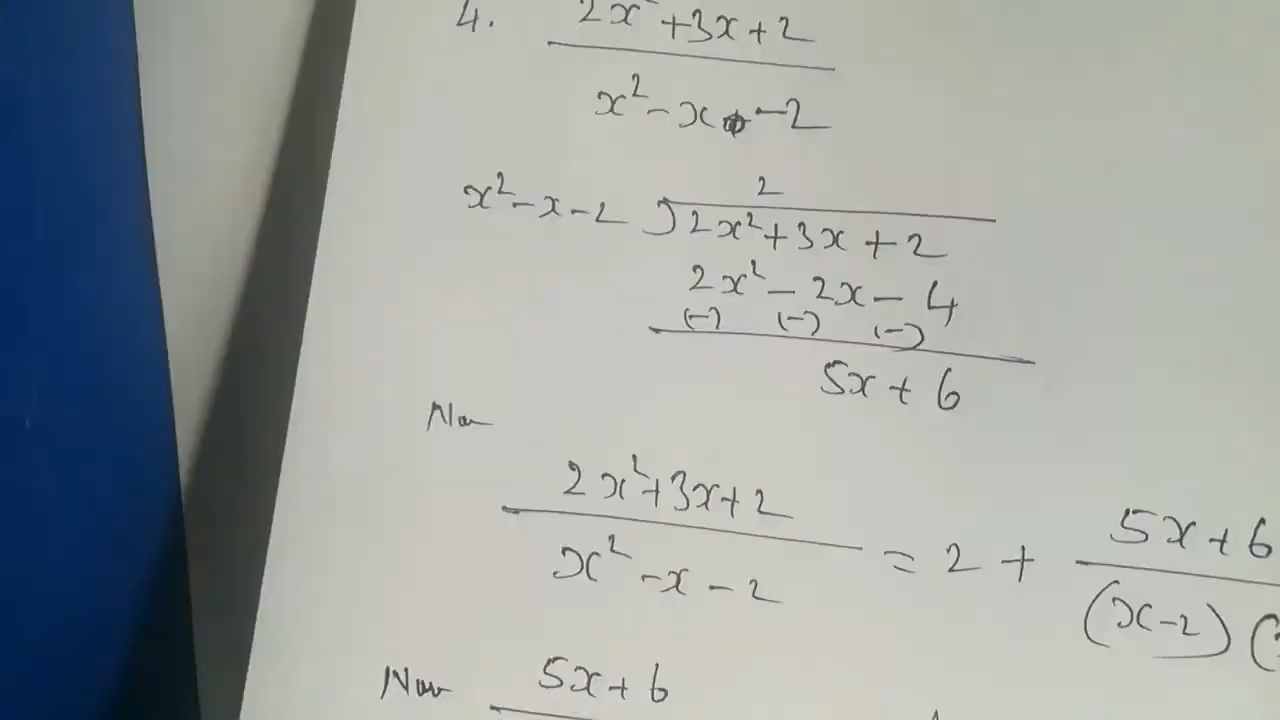 4. 2x² + 3x + 2
x² - x - 2
2
x² - x - 2 ) 2x² + 3x + 2
2x² - 2x - 4
(-) (-) (-)
5x + 6
2x² + 3x + 2
x² - x - 2
= 2 +
5x + 6
(x - 2) (
Now 5x + 6